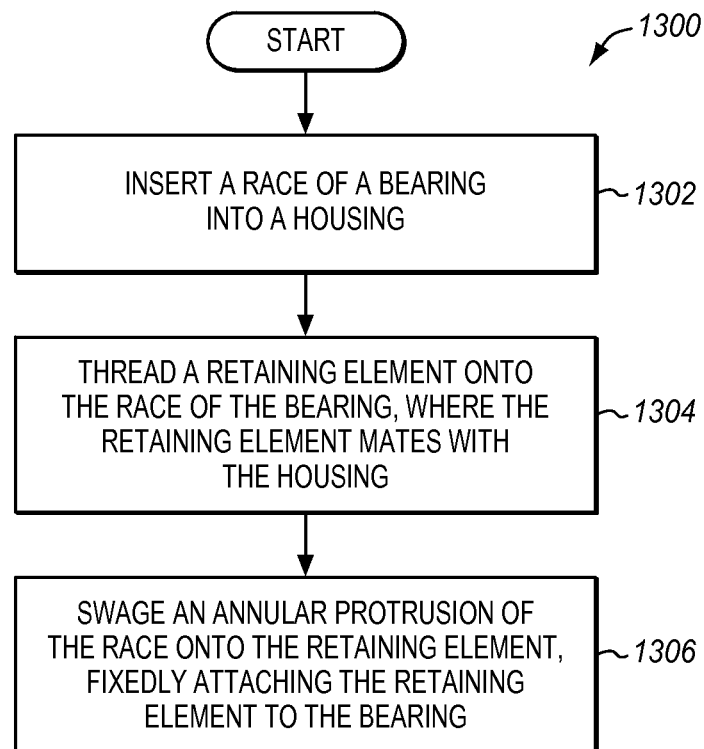 START
1300
INSERT A RACE OF A BEARING
INTO A HOUSING
1302
THREAD A RETAINING ELEMENT ONTO
THE RACE OF THE BEARING, WHERE THE
RETAINING ELEMENT MATES WITH
THE HOUSING
1304
SWAGE AN ANNULAR PROTRUSION OF
THE RACE ONTO THE RETAINING ELEMENT,
FIXEDLY ATTACHING THE RETAINING
ELEMENT TO THE BEARING
1306